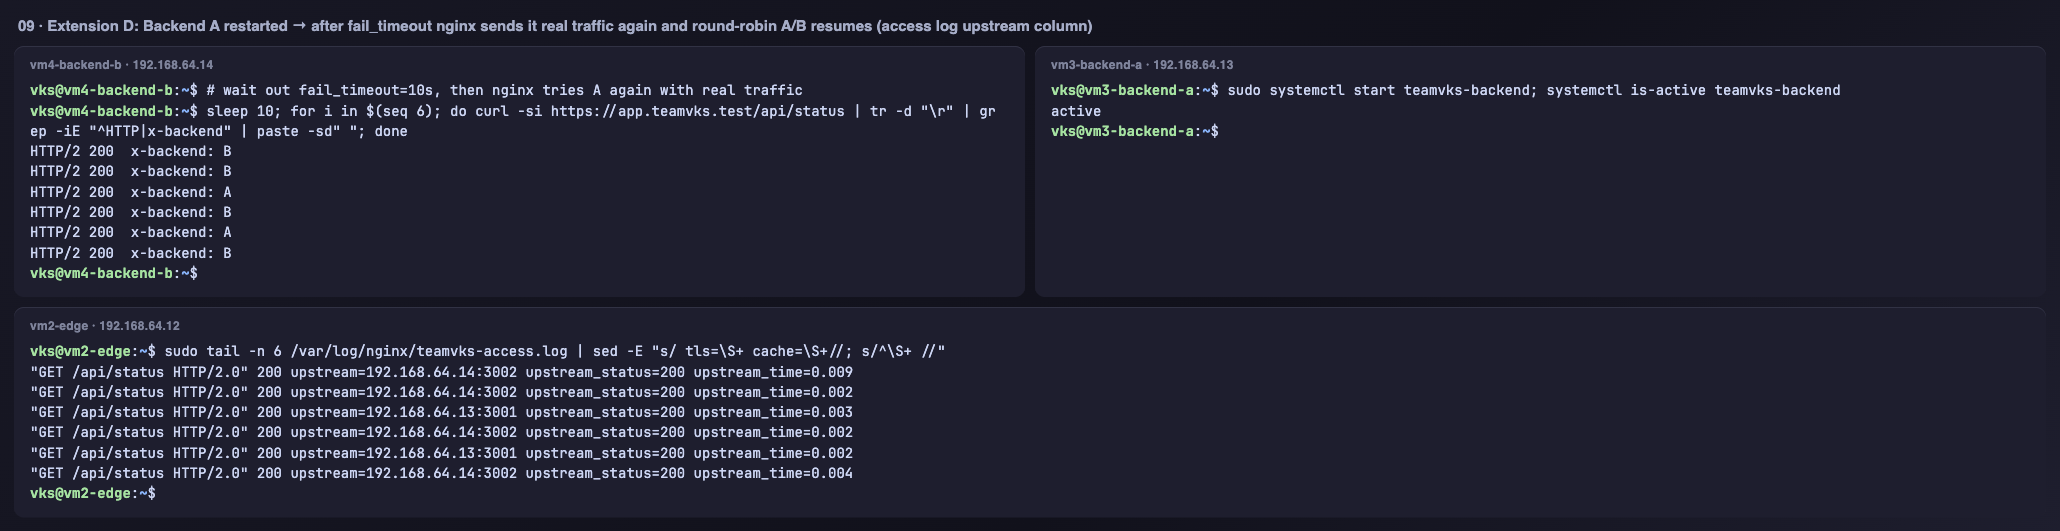 09 · Extension D: Backend A restarted → after fail_timeout nginx sends it real traffic again and round-robin A/B resumes (access log upstream column)
vm4-backend-b · 192.168.64.14
vks@vm4-backend-b:~$ # wait out fail_timeout=10s, then nginx tries A again with real traffic
vks@vm4-backend-b:~$ sleep 10; for i in $(seq 6); do curl -si https://app.teamvks.test/api/status | tr -d "\r" | gr
ep -iE "^HTTP|x-backend" | paste -sd" "; done
HTTP/2 200  x-backend: B
HTTP/2 200  x-backend: B
HTTP/2 200  x-backend: A
HTTP/2 200  x-backend: B
HTTP/2 200  x-backend: A
HTTP/2 200  x-backend: B
vks@vm4-backend-b:~$
vm3-backend-a · 192.168.64.13
vks@vm3-backend-a:~$ sudo systemctl start teamvks-backend; systemctl is-active teamvks-backend
active
vks@vm3-backend-a:~$
vm2-edge · 192.168.64.12
vks@vm2-edge:~$ sudo tail -n 6 /var/log/nginx/teamvks-access.log | sed -E "s/ tls=\S+ cache=\S+//; s/^\S+ //"
"GET /api/status HTTP/2.0" 200 upstream=192.168.64.14:3002 upstream_status=200 upstream_time=0.009
"GET /api/status HTTP/2.0" 200 upstream=192.168.64.14:3002 upstream_status=200 upstream_time=0.002
"GET /api/status HTTP/2.0" 200 upstream=192.168.64.13:3001 upstream_status=200 upstream_time=0.003
"GET /api/status HTTP/2.0" 200 upstream=192.168.64.14:3002 upstream_status=200 upstream_time=0.002
"GET /api/status HTTP/2.0" 200 upstream=192.168.64.13:3001 upstream_status=200 upstream_time=0.002
"GET /api/status HTTP/2.0" 200 upstream=192.168.64.14:3002 upstream_status=200 upstream_time=0.004
vks@vm2-edge:~$